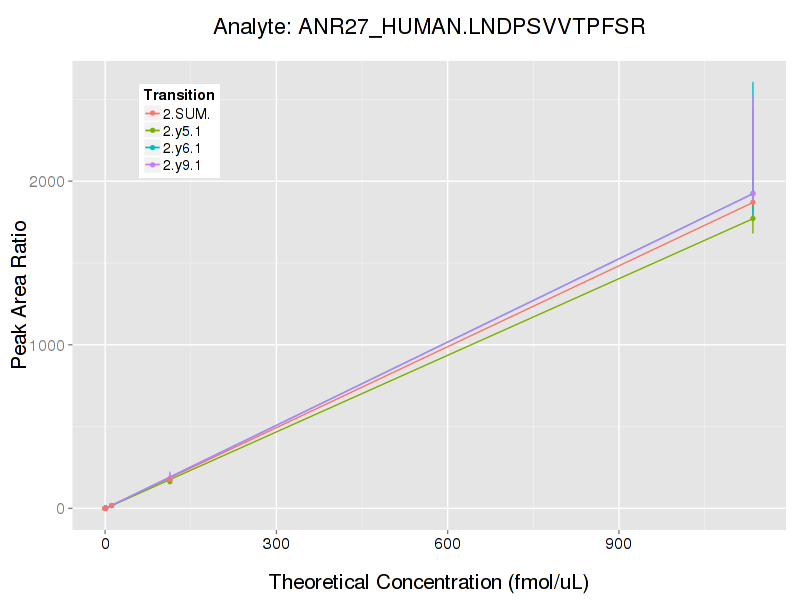 Analyte: ANR27_HUMAN.LNDPSVVTPFSR
Transition
2.SUM.
2.y5.1
2.y6.1
2.y9.1
Peak Area Ratio
2000
1000
0
0 300 600 900
Theoretical Concentration (fmol/uL)